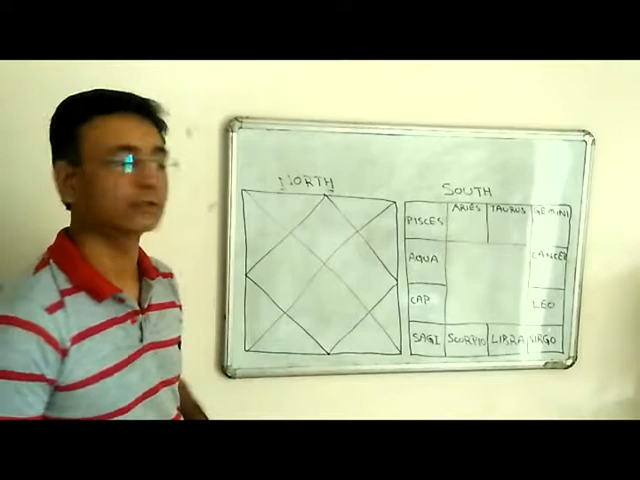 NORTH
SOUTH
PISCES ARIES TAURUS GEMINI
AQUA CANCER
CAP LEO
SAGI SCORPIO LIBRA VIRGO